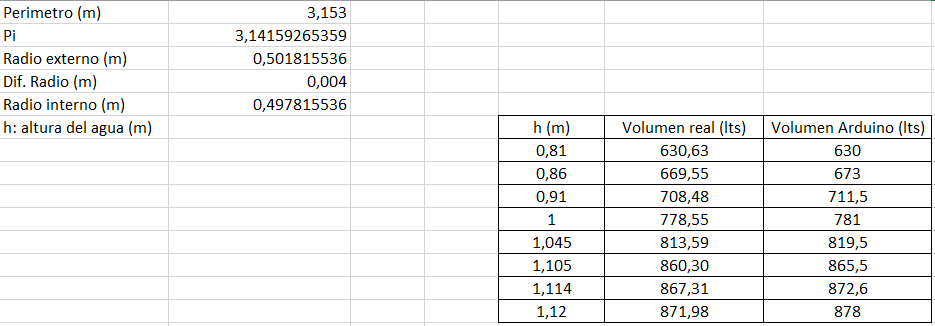 Perimetro (m) 3,153
Pi 3,14159265359
Radio externo (m) 0,501815536
Dif. Radio (m) 0,004
Radio interno (m) 0,497815536
h: altura del agua (m) h (m) Volumen real (lts) Volumen Arduino (lts)
0,81 630,63 630
0,86 669,55 673
0,91 708,48 711,5
1 778,55 781
1,045 813,59 819,5
1,105 860,30 865,5
1,114 867,31 872,6
1,12 871,98 878